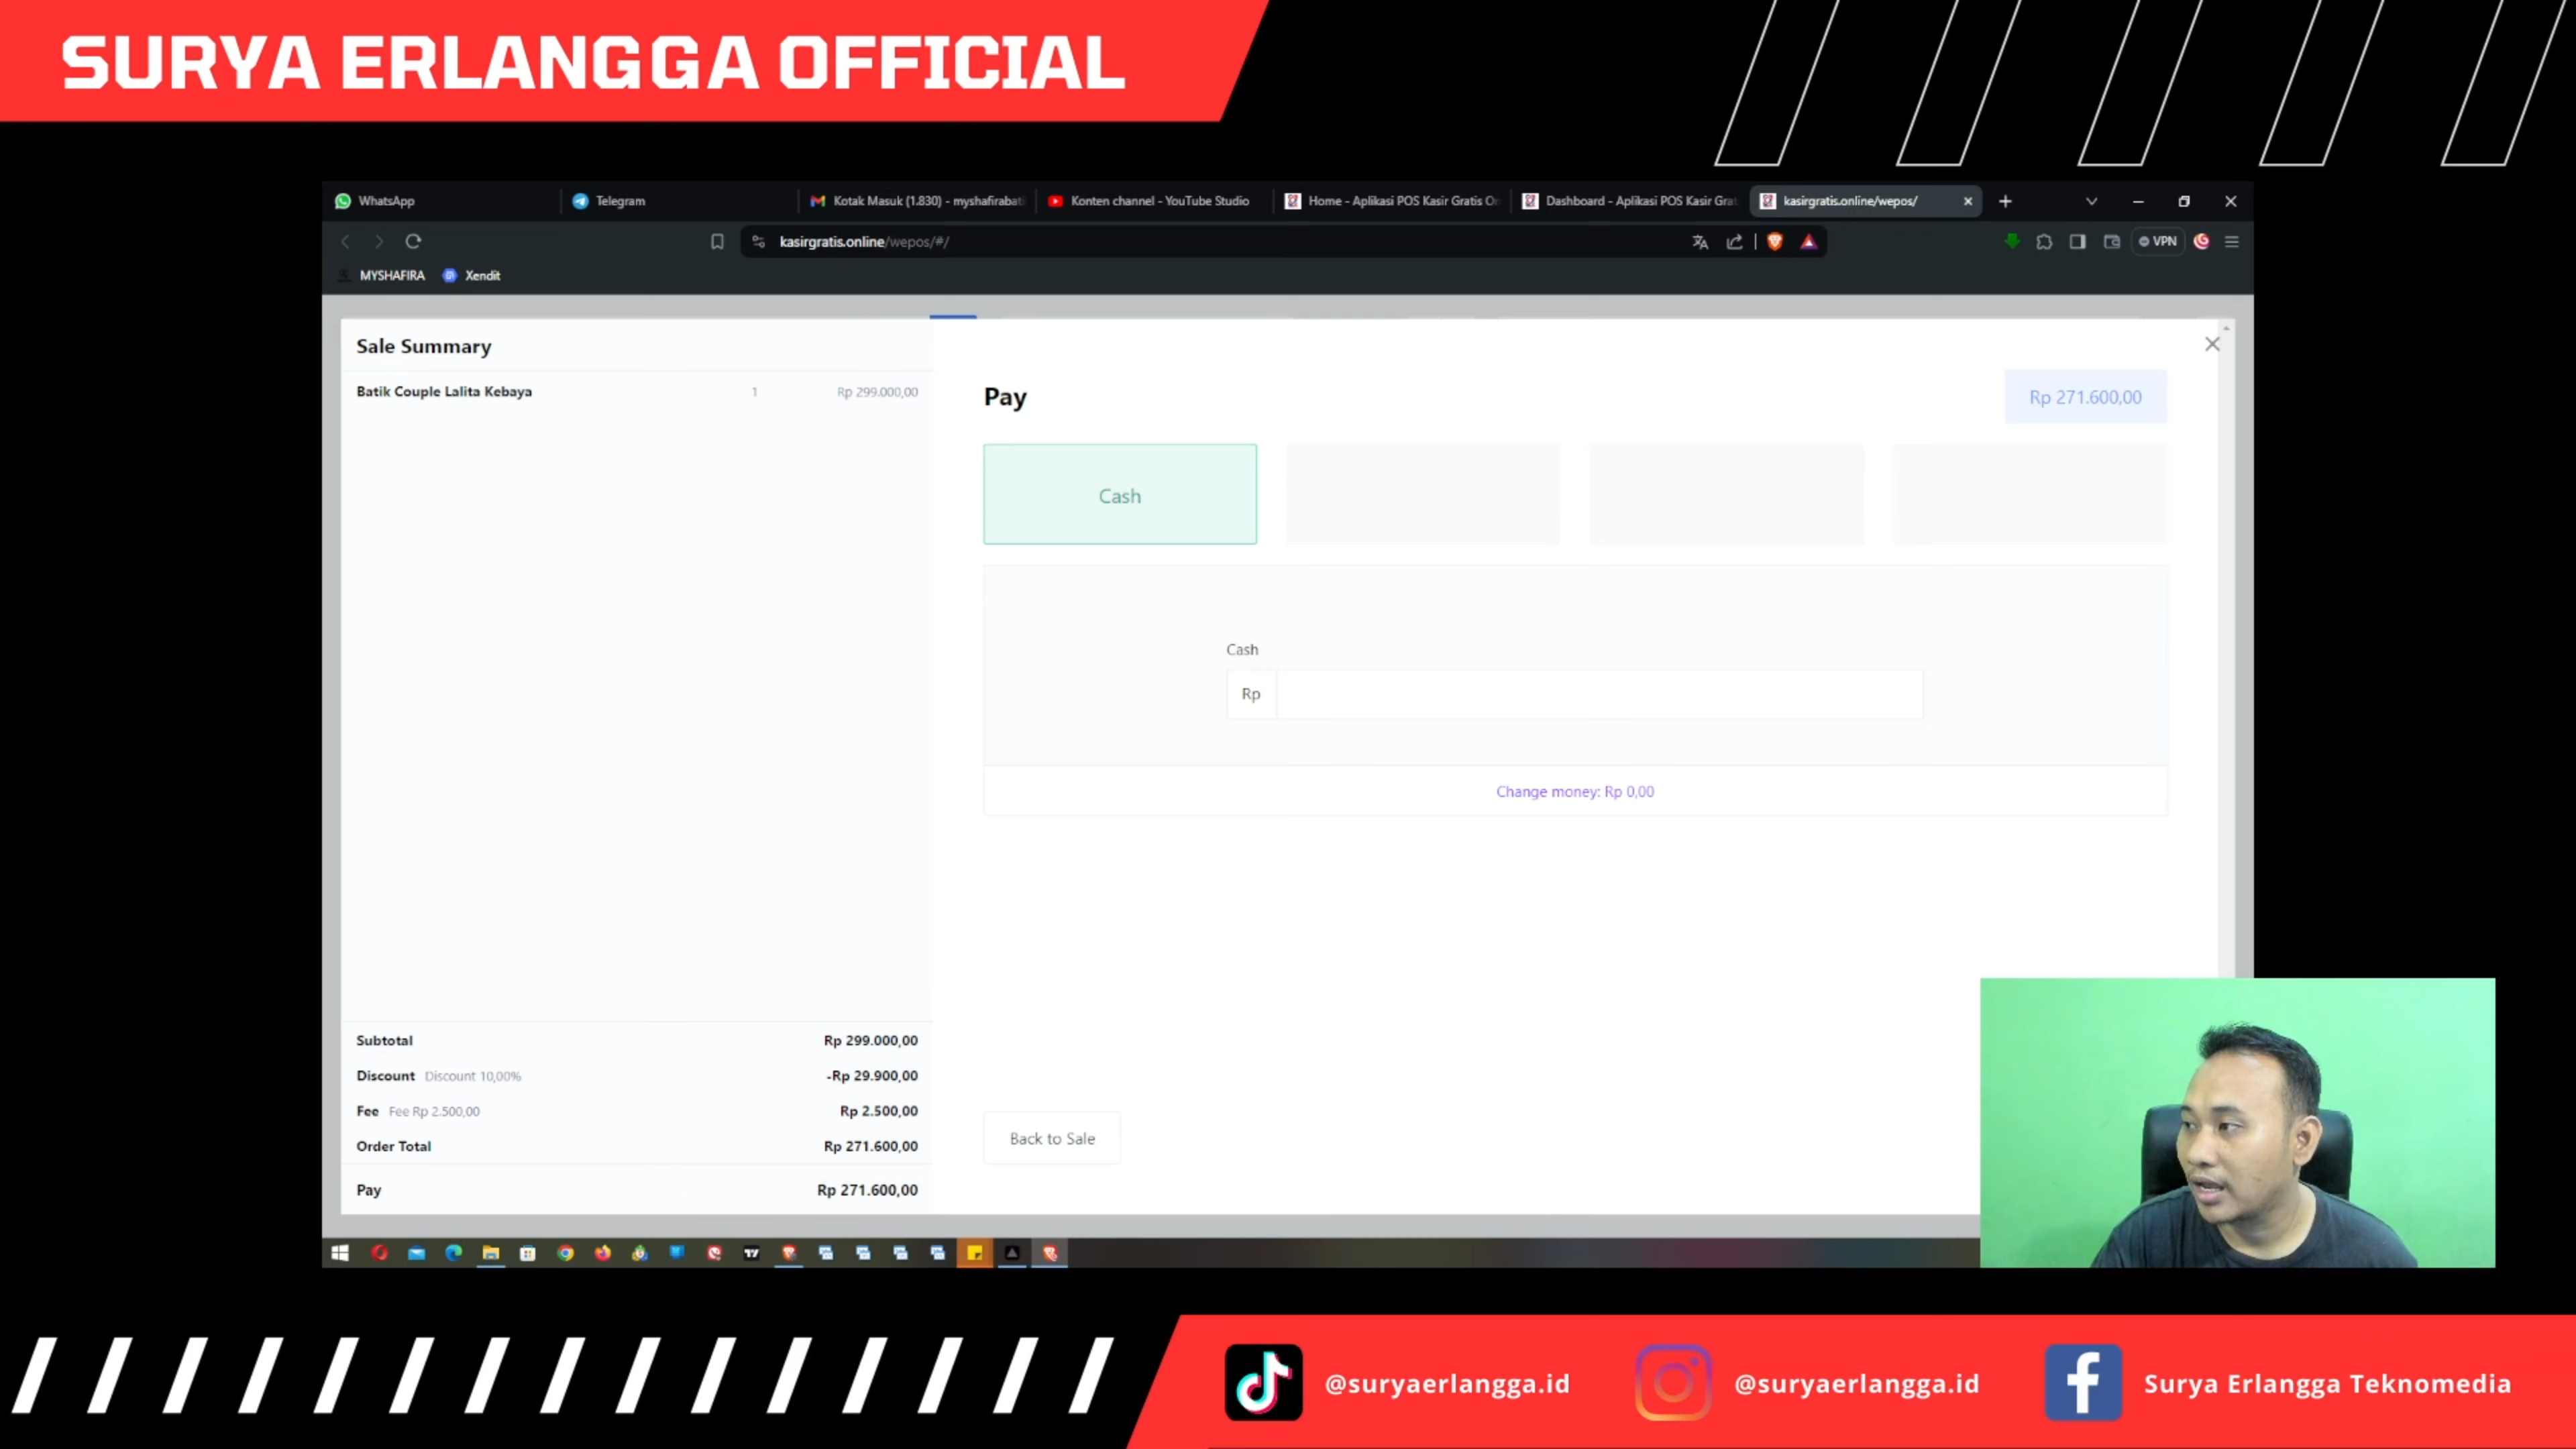 SURYA ERLANGGA OFFICIAL
WhatsApp
Telegram
Kotak Masuk (1.830) - myshafirabati
Konten channel - YouTube Studio
Home - Aplikasi POS Kasir Gratis On
Dashboard - Aplikasi POS Kasir Grat
kasirgratis.online/wepos/
kasirgratis.online/wepos/#/
VPN
MYSHAFIRA
Xendit
Sale Summary
Batik Couple Lalita Kebaya 1 Rp 299.000,00
Pay
Rp 271.600,00
Cash
Cash
Rp
Change money: Rp 0,00
Subtotal Rp 299.000,00
Discount Discount 10,00% -Rp 29.900,00
Fee Fee Rp 2.500,00 Rp 2.500,00
Order Total Rp 271.600,00
Pay Rp 271.600,00
Back to Sale
@suryaerlangga.id
@suryaerlangga.id
Surya Erlangga Teknomedia